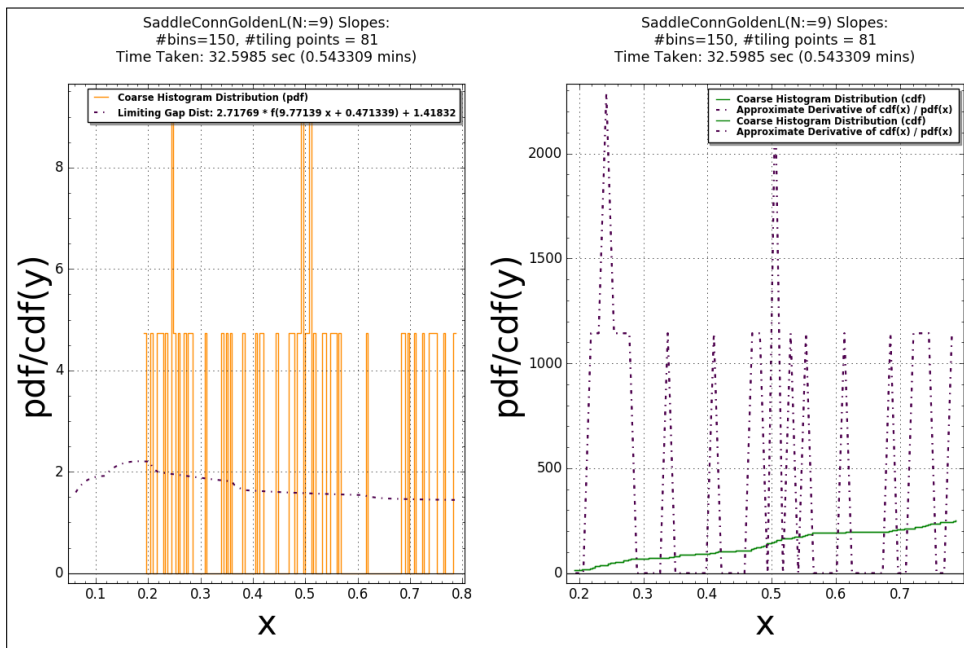 SaddleConnGoldenL(N:=9) Slopes:
#bins=150, #tiling points = 81
Time Taken: 32.5985 sec (0.543309 mins)
Coarse Histogram Distribution (pdf)
Limiting Gap Dist: 2.71769 * f(9.77139 x + 0.471339) + 1.41832
pdf/cdf(y)
8
6
4
2
0
0.1 0.2 0.3 0.4 0.5 0.6 0.7 0.8
x
SaddleConnGoldenL(N:=9) Slopes:
#bins=150, #tiling points = 81
Time Taken: 32.5985 sec (0.543309 mins)
Coarse Histogram Distribution (cdf)
Approximate Derivative of cdf(x) / pdf(x)
Coarse Histogram Distribution (cdf)
Approximate Derivative of cdf(x) / pdf(x)
pdf/cdf(y)
2000
1500
1000
500
0
0.2 0.3 0.4 0.5 0.6 0.7
x